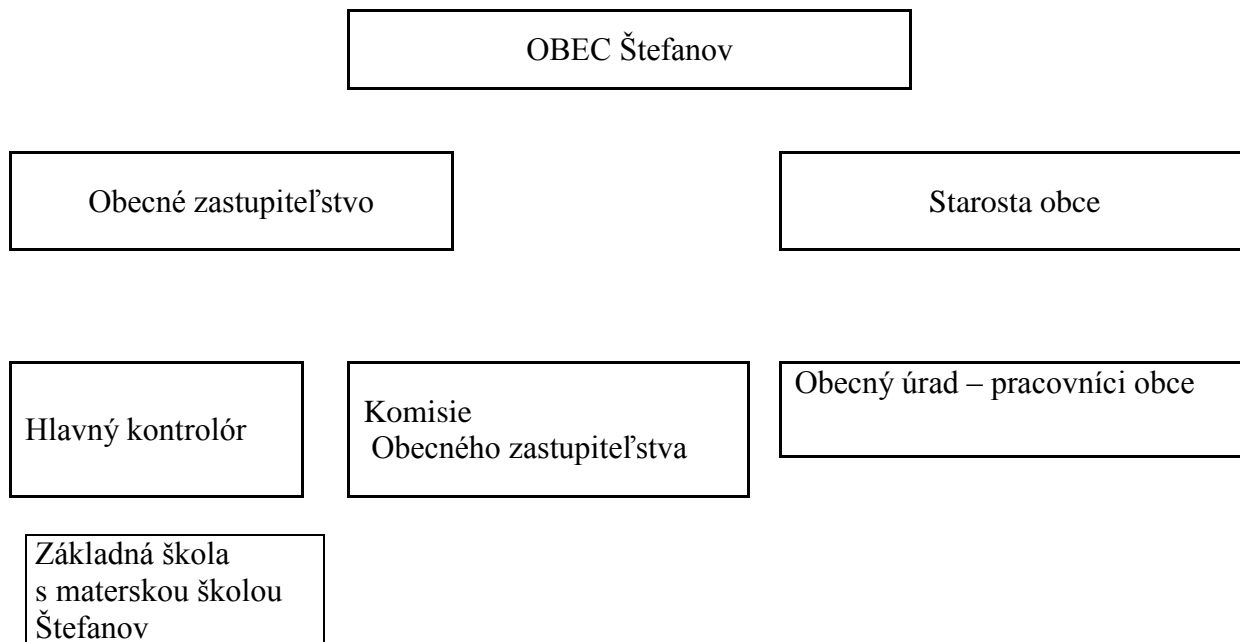 OBEC Štefanov
Obecné zastupiteľstvo
Starosta obce
Hlavný kontrolór
Komisie
Obecného zastupiteľstva
Obecný úrad – pracovníci obce
Základná škola
s materskou školou
Štefanov